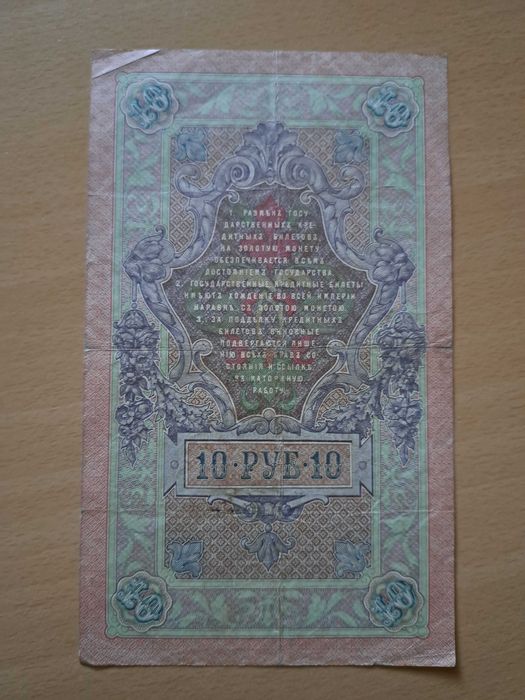 1. РАЗМѢНЪ ГОСУ
ДАРСТВЕННЫХЪ КРЕ
ДИТНЫХЪ БИЛЕТОВЪ
НА ЗОЛОТУЮ МОНЕТУ
ОБЕЗПЕЧИВАЕТСЯ ВСѢМЪ
ДОСТОЯНІЕМЪ ГОСУДАРСТВА.
2. ГОСУДАРСТВЕННЫЕ КРЕДИТНЫЕ БИЛЕТЫ
ИМѢЮТЪ ХОЖДЕНІЕ ВО ВСЕЙ ИМПЕРІИ
НАРАВНѢ СЪ ЗОЛОТОЮ МОНЕТОЮ.
3. ЗА ПОДДѢЛКУ КРЕДИТНЫХЪ
БИЛЕТОВЪ ВИНОВНЫЕ
ПОДВЕРГАЮТСЯ ЛИШЕ-
НІЮ ВСѢХЪ ПРАВЪ СО-
СТОЯНІЯ И ССЫЛКѢ
ВЪ КАТОРЖНУЮ
РАБОТУ.
10·РУБ·10